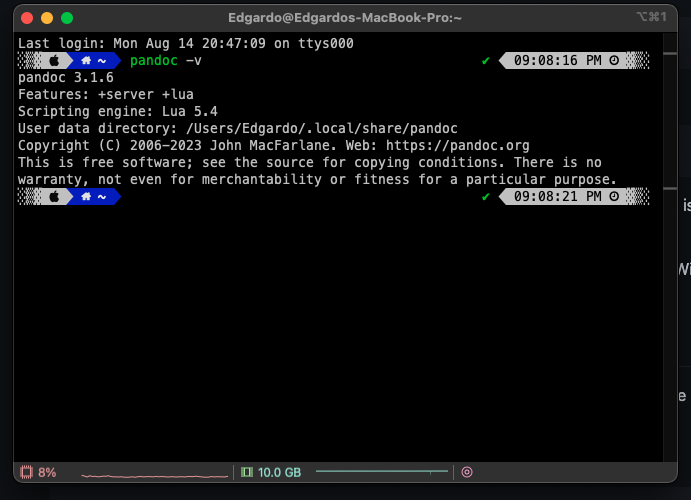 Edgardo@Edgardos-MacBook-Pro:~
⌥⌘1
Last login: Mon Aug 14 20:47:09 on ttys000
~ pandoc -v ✔ 09:08:16 PM
pandoc 3.1.6
Features: +server +lua
Scripting engine: Lua 5.4
User data directory: /Users/Edgardo/.local/share/pandoc
Copyright (C) 2006-2023 John MacFarlane. Web: https://pandoc.org
This is free software; see the source for copying conditions. There is no
warranty, not even for merchantability or fitness for a particular purpose.
~ ✔ 09:08:21 PM
is
Wi
e
8% 10.0 GB